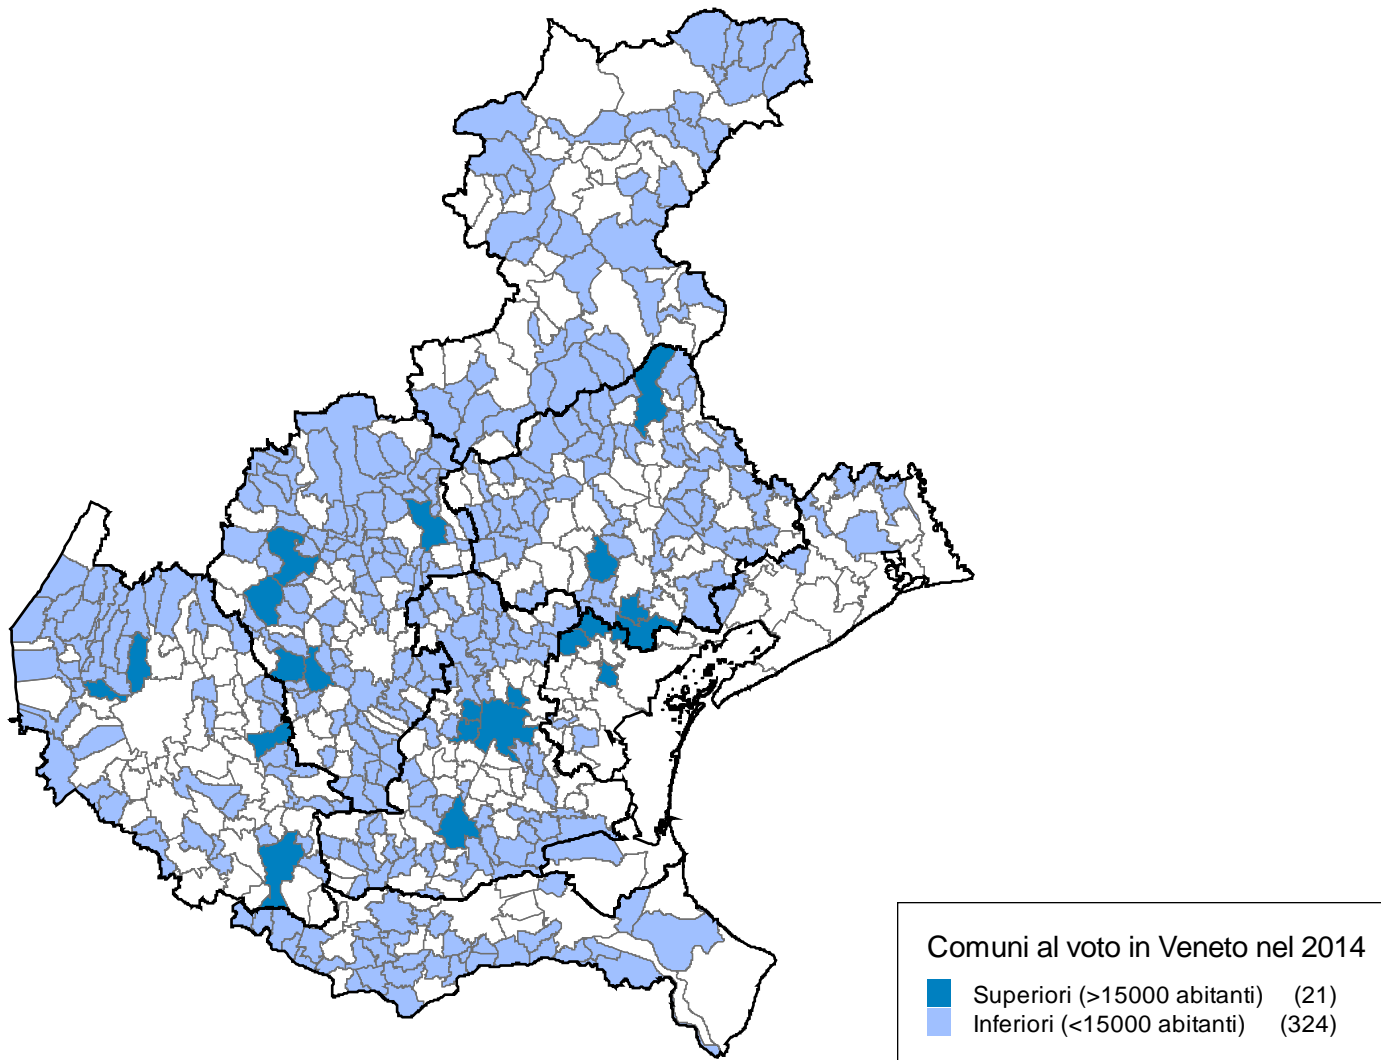 Comuni al voto in Veneto nel 2014
Superiori (>15000 abitanti) (21)
Inferiori (<15000 abitanti) (324)